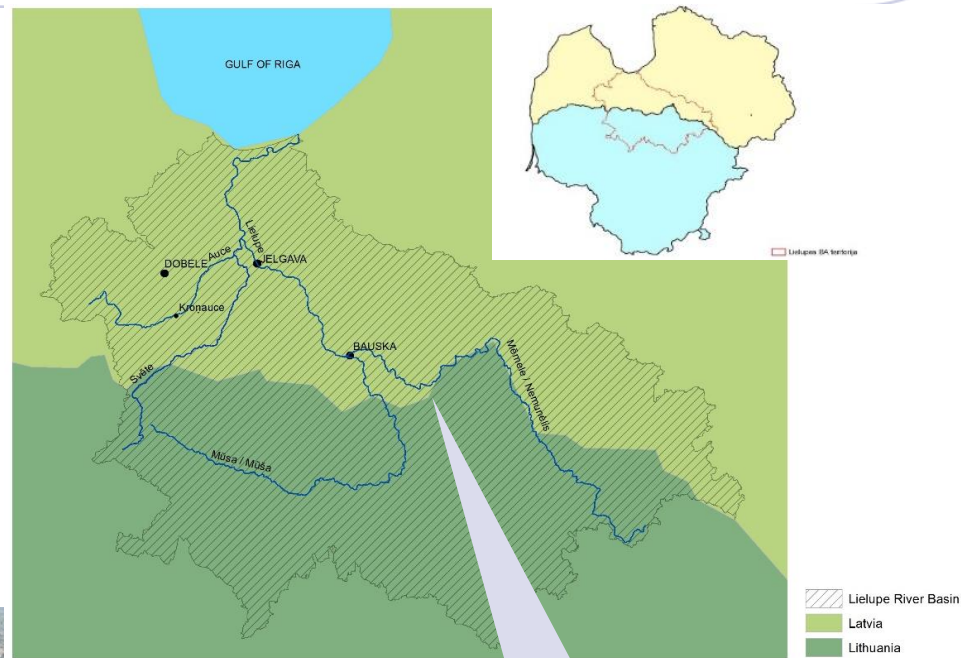 GULF OF RIGA
Lielupes BA teritorija
Lielupe
Auce
DOBELE
JELGAVA
Kroņauce
BAUSKA
Svēte
Mēmele / Nemunėlis
Mūsa / Mūša
Lielupe River Basin
Latvia
Lithuania